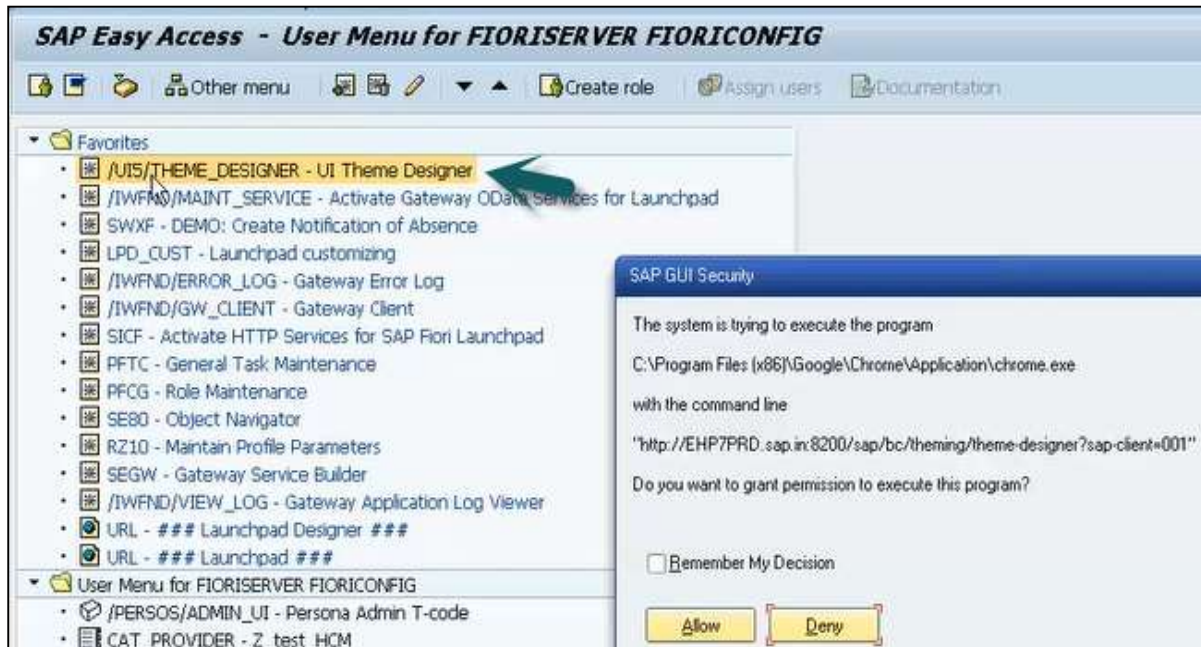 SAP Easy Access - User Menu for FIORISERVER FIORICONFIG
Other menu Create role Assign users Documentation
Favorites
/UI5/THEME_DESIGNER - UI Theme Designer
/IWFND/MAINT_SERVICE - Activate Gateway OData Services for Launchpad
SWXF - DEMO: Create Notification of Absence
LPD_CUST - Launchpad customizing
/IWFND/ERROR_LOG - Gateway Error Log
/IWFND/GW_CLIENT - Gateway Client
SICF - Activate HTTP Services for SAP Fiori Launchpad
PFTC - General Task Maintenance
PFCG - Role Maintenance
SE80 - Object Navigator
RZ10 - Maintain Profile Parameters
SEGW - Gateway Service Builder
/IWFND/VIEW_LOG - Gateway Application Log Viewer
URL - ### Launchpad Designer ###
URL - ### Launchpad ###
User Menu for FIORISERVER FIORICONFIG
/PERSOS/ADMIN_UI - Persona Admin T-code
CAT_PROVIDER - Z_test_HCM
SAP GUI Security
The system is trying to execute the program
C:\Program Files (x86)\Google\Chrome\Application\chrome.exe
with the command line
"http://EHP7PRD.sap.in:8200/sap/bc/theming/theme-designer?sap-client=001"
Do you want to grant permission to execute this program?
Remember My Decision
Allow Deny